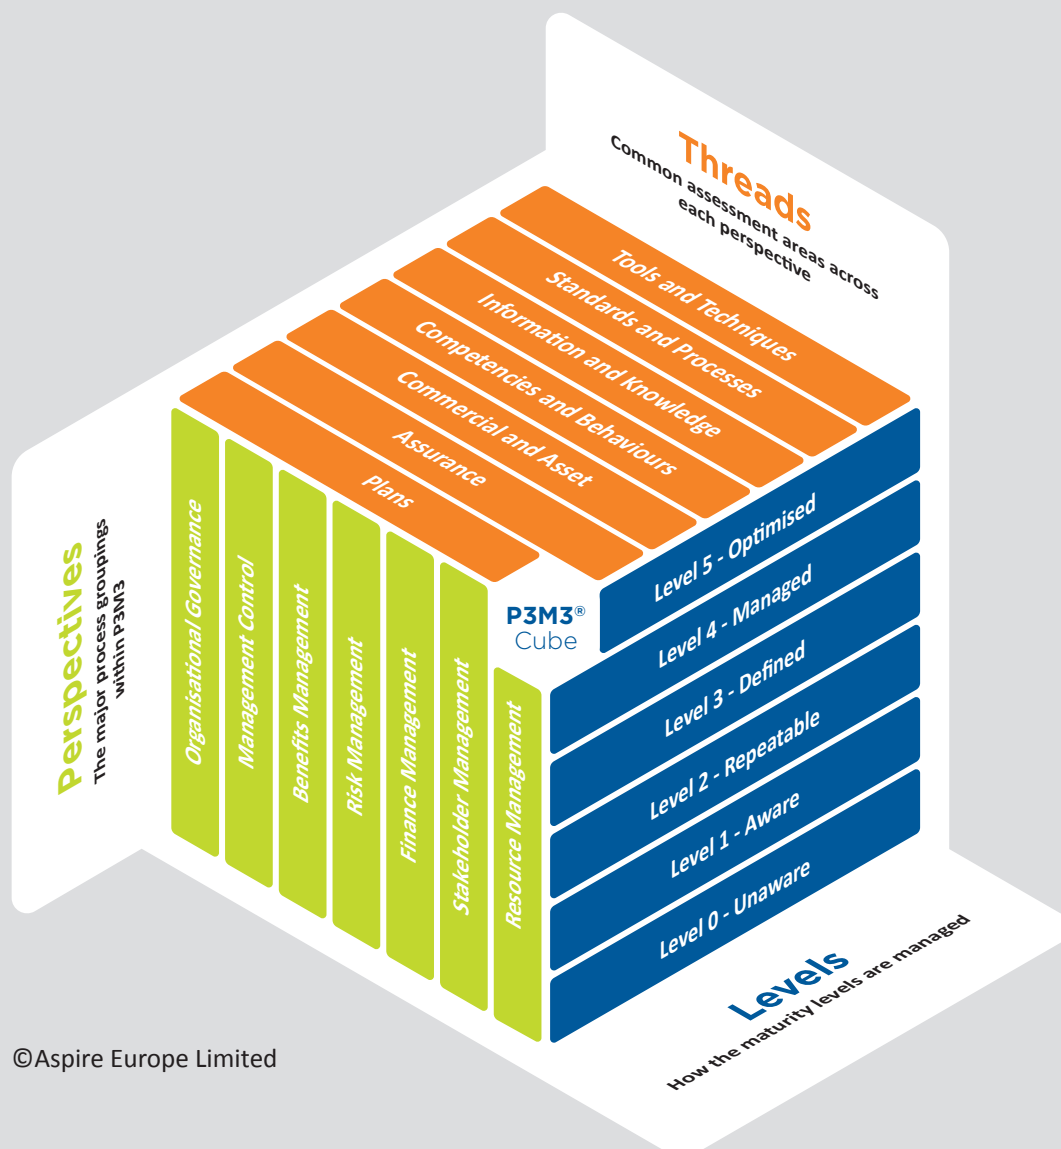 Threads
Common assessment areas across
each perspective
Tools and Techniques
Standards and Processes
Information and Knowledge
Competencies and Behaviours
Commercial and Asset
Assurance
Plans
Perspectives
The major process groupings
within P3M3
Organisational Governance
Management Control
Benefits Management
Risk Management
Finance Management
Stakeholder Management
Resource Management
P3M3®
Cube
Level 5 - Optimised
Level 4 - Managed
Level 3 - Defined
Level 2 - Repeatable
Level 1 - Aware
Level 0 - Unaware
Levels
How the maturity levels are managed
©Aspire Europe Limited